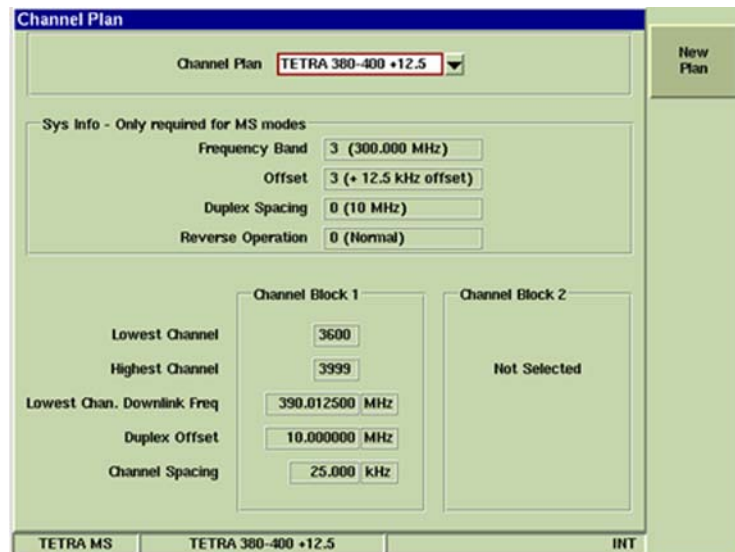 Channel Plan
New
Plan
Channel Plan TETRA 380-400 +12.5
Sys Info - Only required for MS modes
Frequency Band 3 (300.000 MHz)
Offset 3 (+ 12.5 kHz offset)
Duplex Spacing 0 (10 MHz)
Reverse Operation 0 (Normal)
Channel Block 1
Channel Block 2
Lowest Channel 3600
Highest Channel 3999
Not Selected
Lowest Chan. Downlink Freq 390.012500 MHz
Duplex Offset 10.000000 MHz
Channel Spacing 25.000 kHz
TETRA MS TETRA 380-400 +12.5 INT